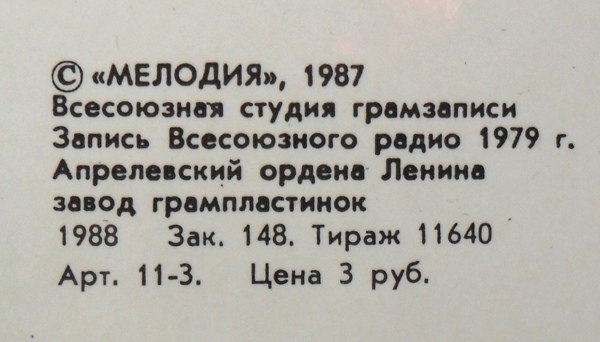 © «МЕЛОДИЯ», 1987
Всесоюзная студия грамзаписи
Запись Всесоюзного радио 1979 г.
Апрелевский ордена Ленина
завод грампластинок
1988 Зак. 148. Тираж 11640
Арт. 11-3. Цена 3 руб.